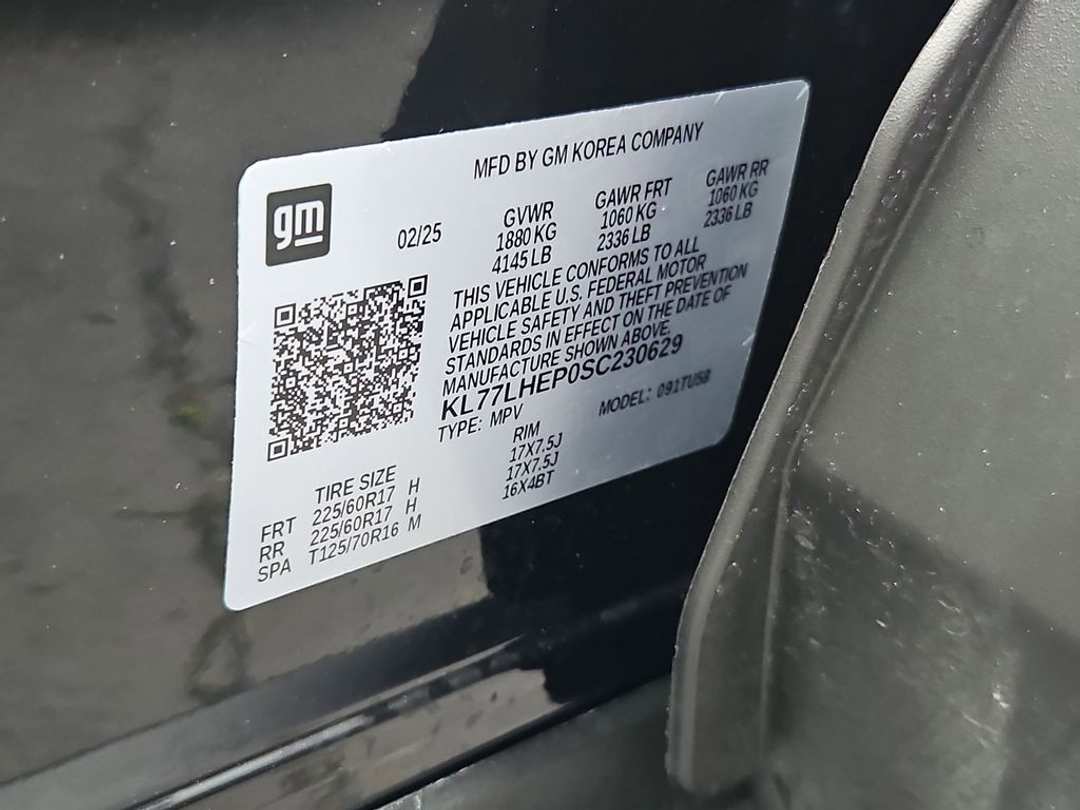 MFD BY GM KOREA COMPANY
gm
02/25
GVWR GAWR FRT GAWR RR
1880 KG 1060 KG 1060 KG
4145 LB 2336 LB 2336 LB
THIS VEHICLE CONFORMS TO ALL
APPLICABLE U.S. FEDERAL MOTOR
VEHICLE SAFETY AND THEFT PREVENTION
STANDARDS IN EFFECT ON THE DATE OF
MANUFACTURE SHOWN ABOVE.
KL77LHEP0SC230629
TYPE: MPV MODEL: 091TU58
TIRE SIZE RIM
FRT 225/60R17 H 17X7.5J
RR 225/60R17 H 17X7.5J
SPA T125/70R16 M 16X4BT